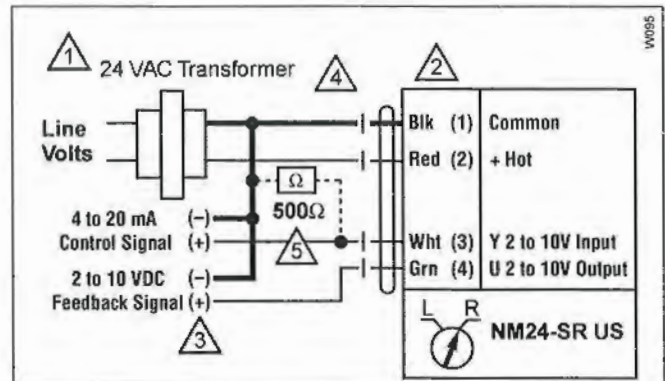 W095
1
24 VAC Transformer
4
2
Line
Volts
Blk (1) Common
Red (2) + Hot
Ω
500Ω
4 to 20 mA (–)
Control Signal (+)
5
Wht (3) Y 2 to 10V Input
Grn (4) U 2 to 10V Output
2 to 10 VDC (–)
Feedback Signal (+)
3
L R
NM24-SR US